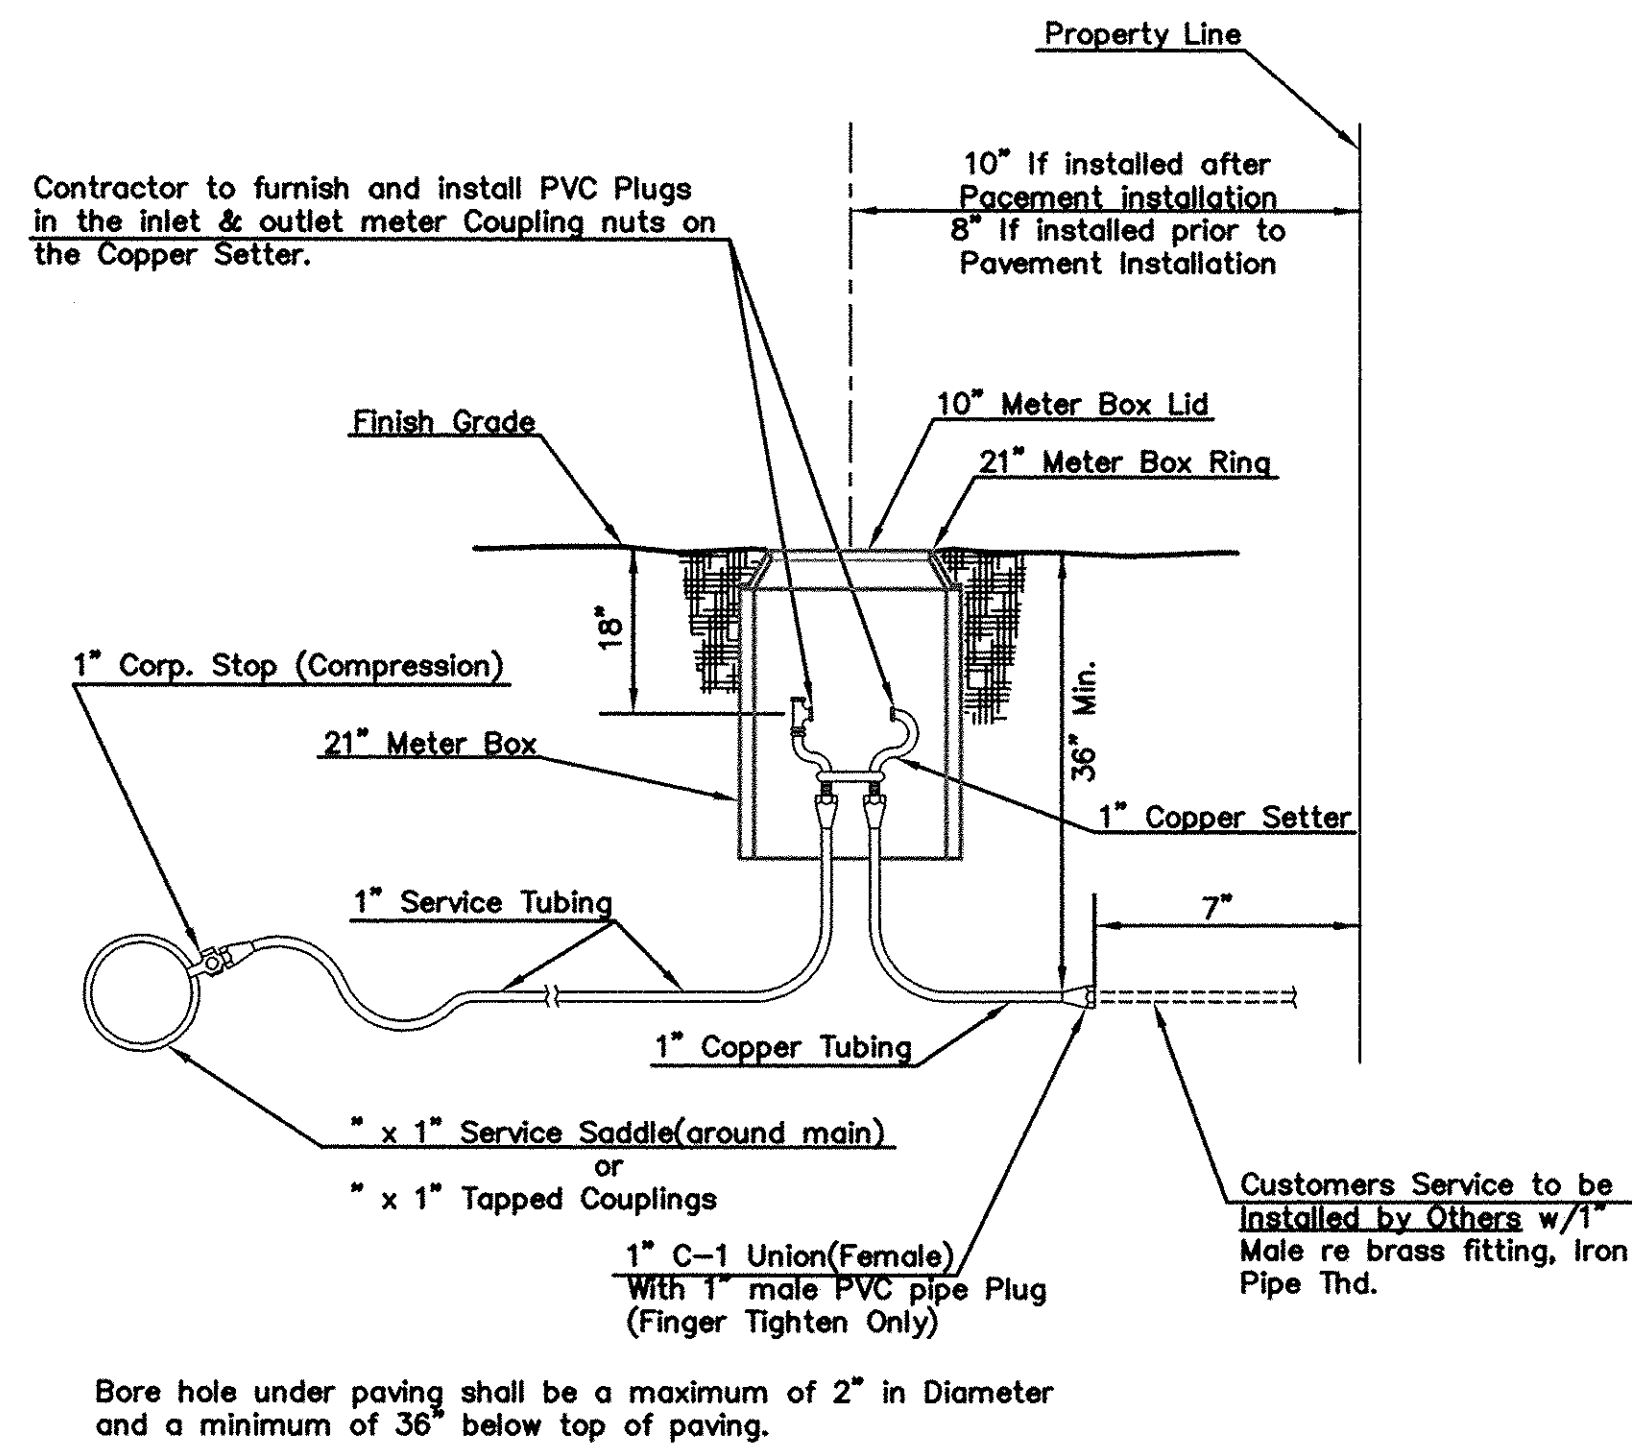 Property Line
10" If installed after
Pacement installation
8" If installed prior to
Pavement Installation
Contractor to furnish and install PVC Plugs
in the inlet & outlet meter Coupling nuts on
the Copper Setter.
10" Meter Box Lid
Finish Grade
21" Meter Box Ring
18"
1" Corp. Stop (Compression)
36" Min.
21" Meter Box
1" Copper Setter
1" Service Tubing
7"
1" Copper Tubing
" x 1" Service Saddle(around main)
or
" x 1" Tapped Couplings
Customers Service to be
Installed by Others w/1"
Male re brass fitting, Iron
Pipe Thd.
1" C-1 Union(Female)
With 1" male PVC pipe Plug
(Finger Tighten Only)
Bore hole under paving shall be a maximum of 2" in Diameter
and a minimum of 36" below top of paving.